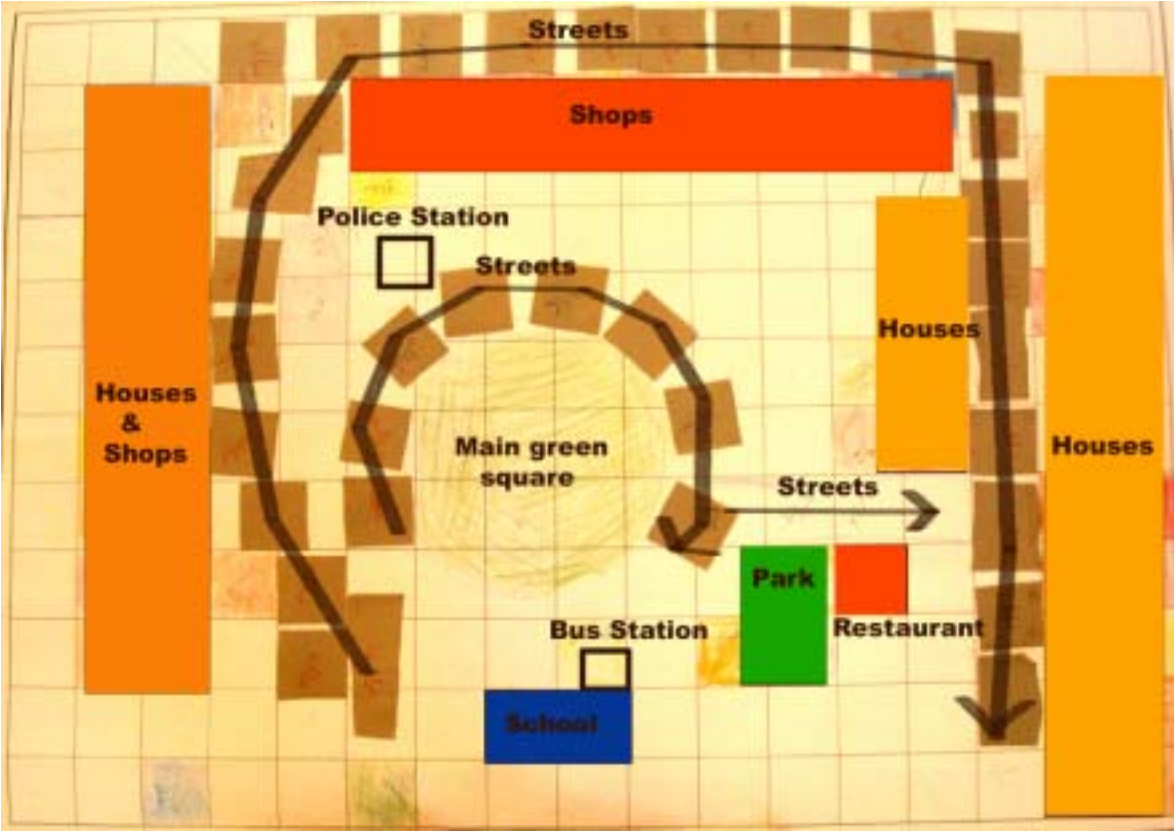 Streets
Shops
Police Station
Streets
Houses
Houses
&
Shops
Main green
square
Houses
Streets
Park
Bus Station
Restaurant
School